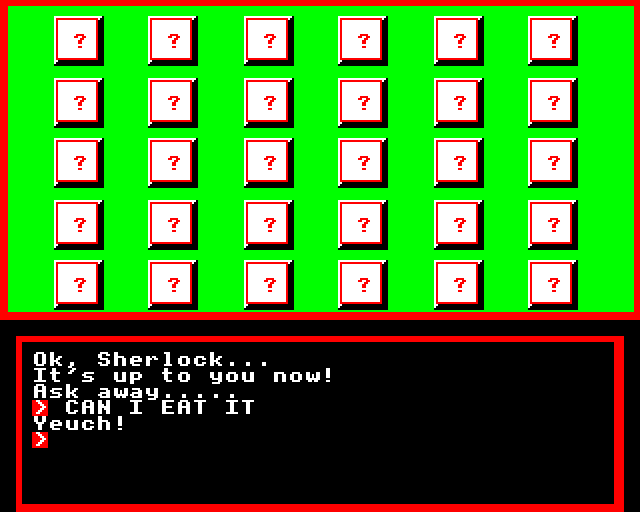 ? ? ? ? ? ?
? ? ? ? ? ?
? ? ? ? ? ?
? ? ? ? ? ?
? ? ? ? ? ?
Ok, Sherlock...
It's up to you now!
Ask away.....
> CAN I EAT IT
Yeuch!
>